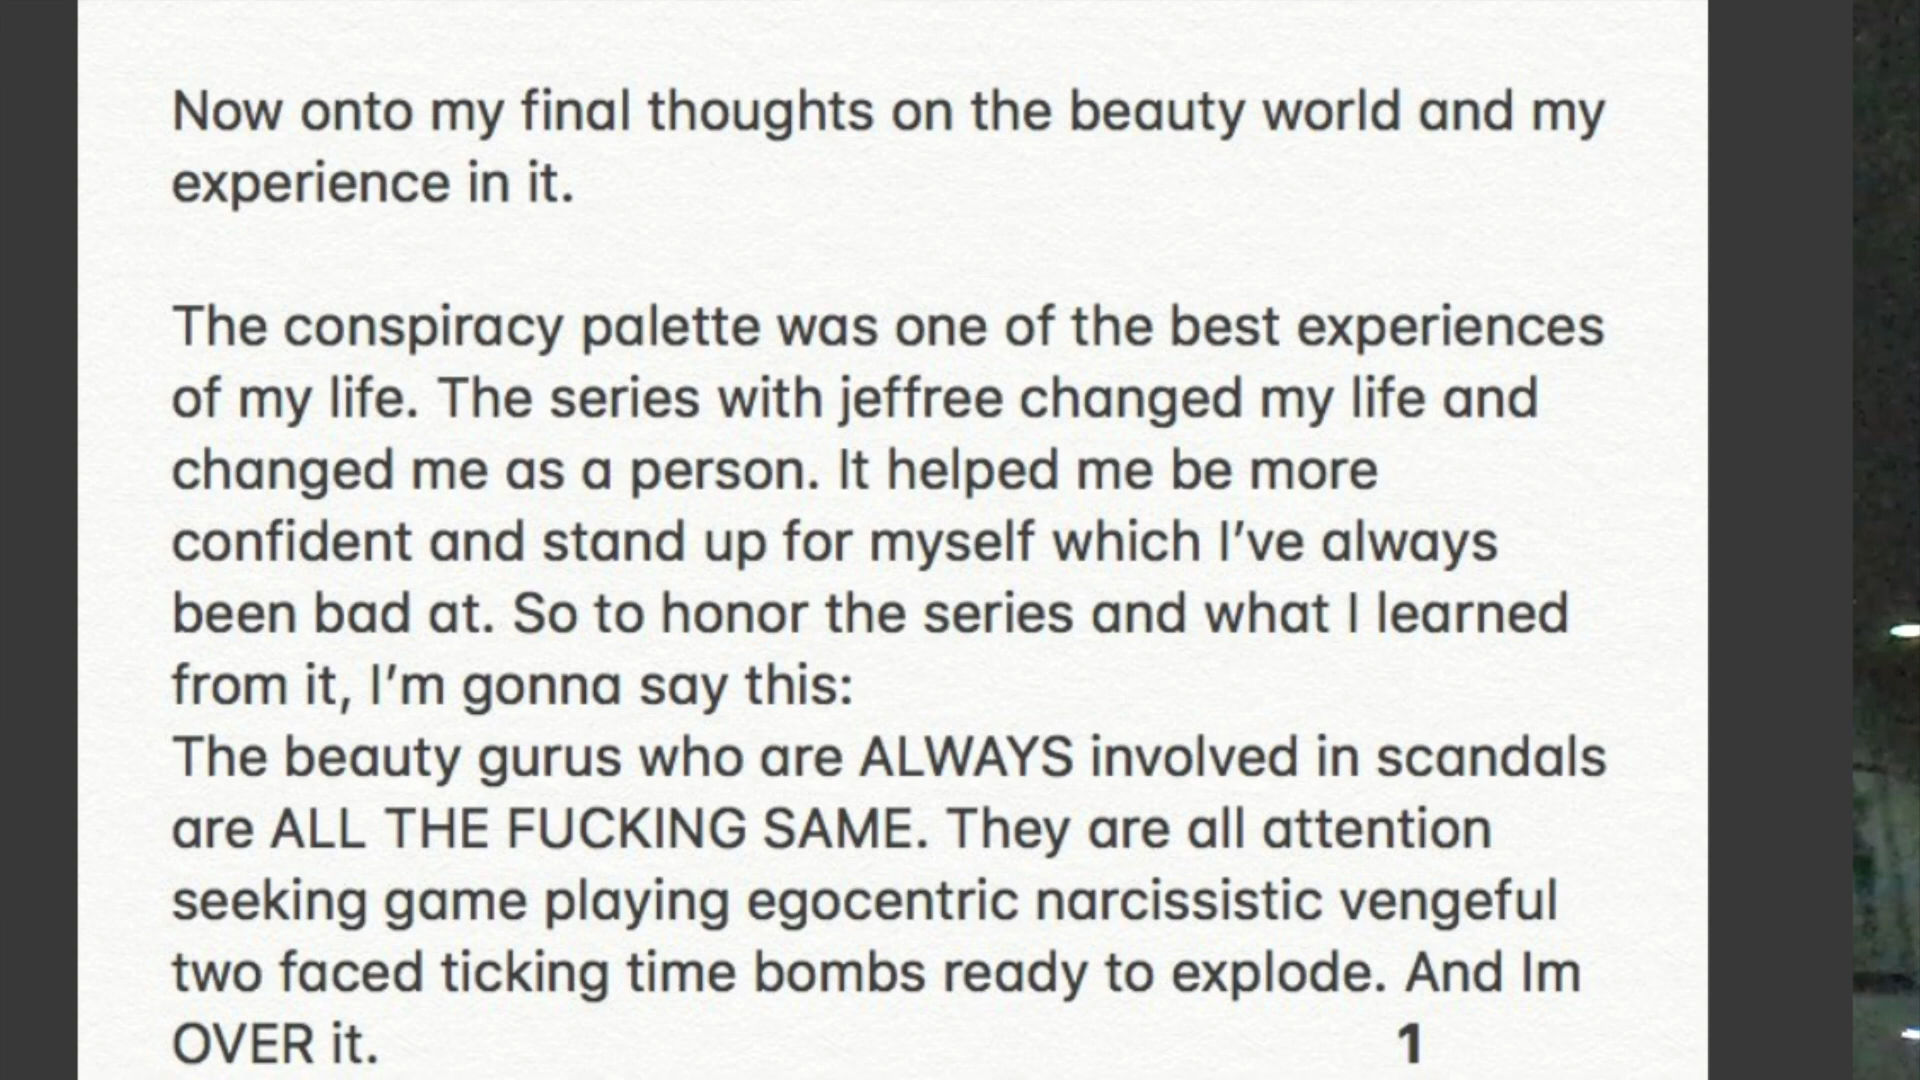 Now onto my final thoughts on the beauty world and my
experience in it.
The conspiracy palette was one of the best experiences
of my life. The series with jeffree changed my life and
changed me as a person. It helped me be more
confident and stand up for myself which I’ve always
been bad at. So to honor the series and what I learned
from it, I’m gonna say this:
The beauty gurus who are ALWAYS involved in scandals
are ALL THE FUCKING SAME. They are all attention
seeking game playing egocentric narcissistic vengeful
two faced ticking time bombs ready to explode. And Im
OVER it.
1